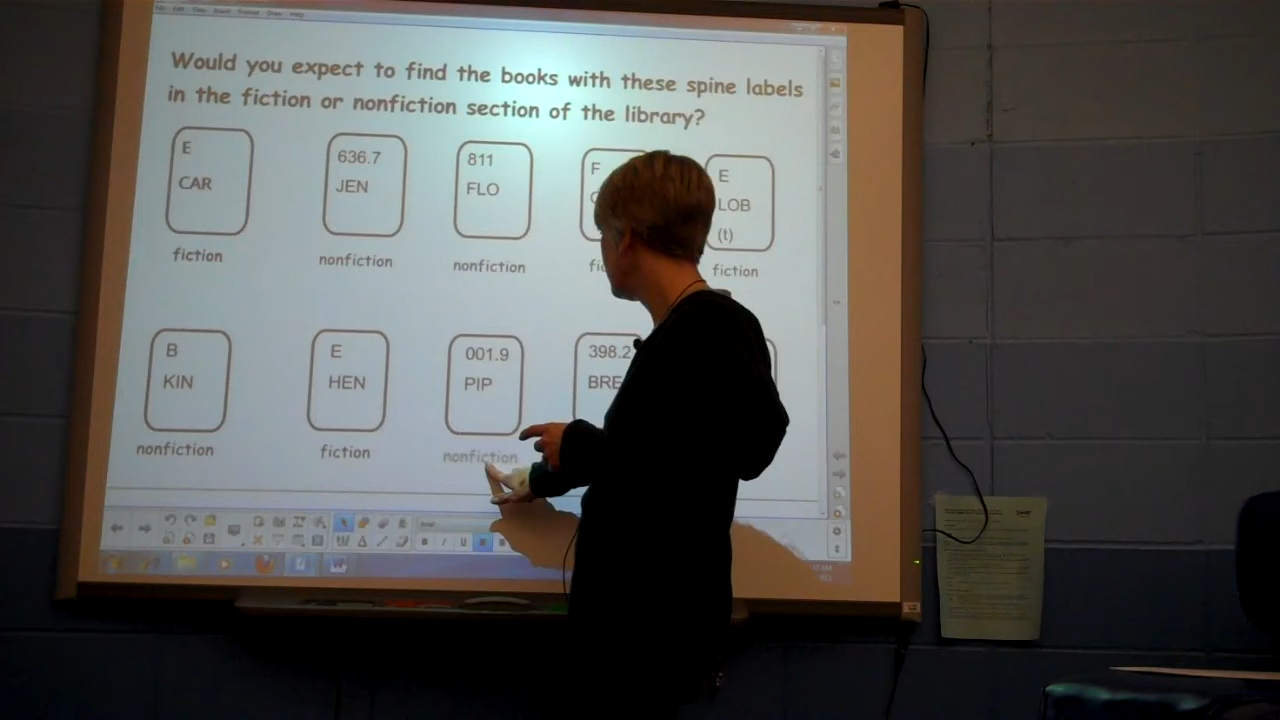 Would you expect to find the books with these spine labels
in the fiction or nonfiction section of the library?
E
CAR
fiction
636.7
JEN
nonfiction
811
FLO
nonfiction
F
E
LOB
(t)
fiction
B
KIN
nonfiction
E
HEN
fiction
001.9
PIP
nonfiction
398.2
BRE